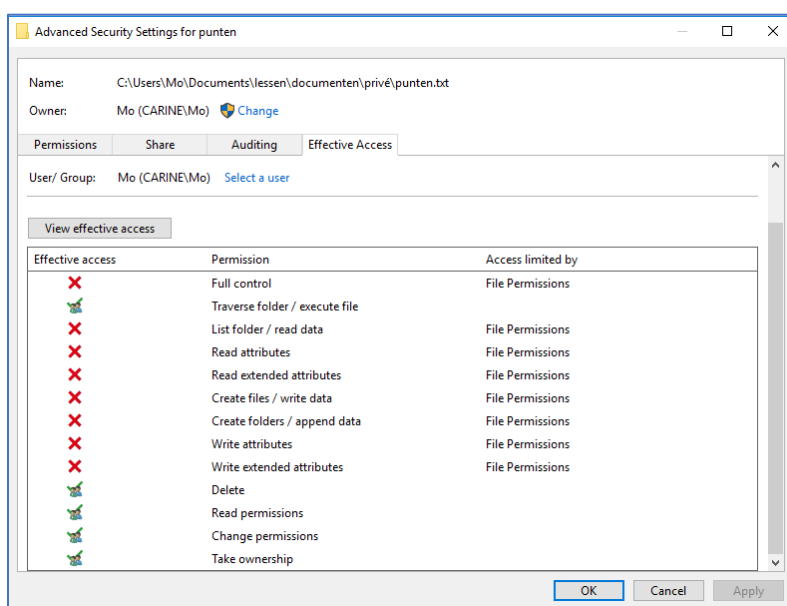 Advanced Security Settings for punten
Name: C:\Users\Mo\Documents\lessen\documenten\privé\punten.txt
Owner: Mo (CARINE\Mo) Change
Permissions Share Auditing Effective Access
User/ Group: Mo (CARINE\Mo) Select a user
View effective access
Effective access Permission Access limited by
Full control File Permissions
Traverse folder / execute file
List folder / read data File Permissions
Read attributes File Permissions
Read extended attributes File Permissions
Create files / write data File Permissions
Create folders / append data File Permissions
Write attributes File Permissions
Write extended attributes File Permissions
Delete
Read permissions
Change permissions
Take ownership
OK Cancel Apply